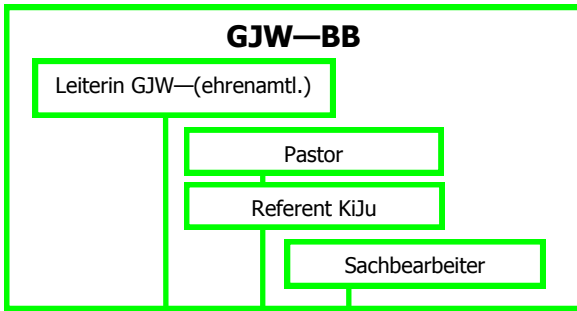 GJW—BB
Leiterin GJW—(ehrenamtl.)
Pastor
Referent KiJu
Sachbearbeiter